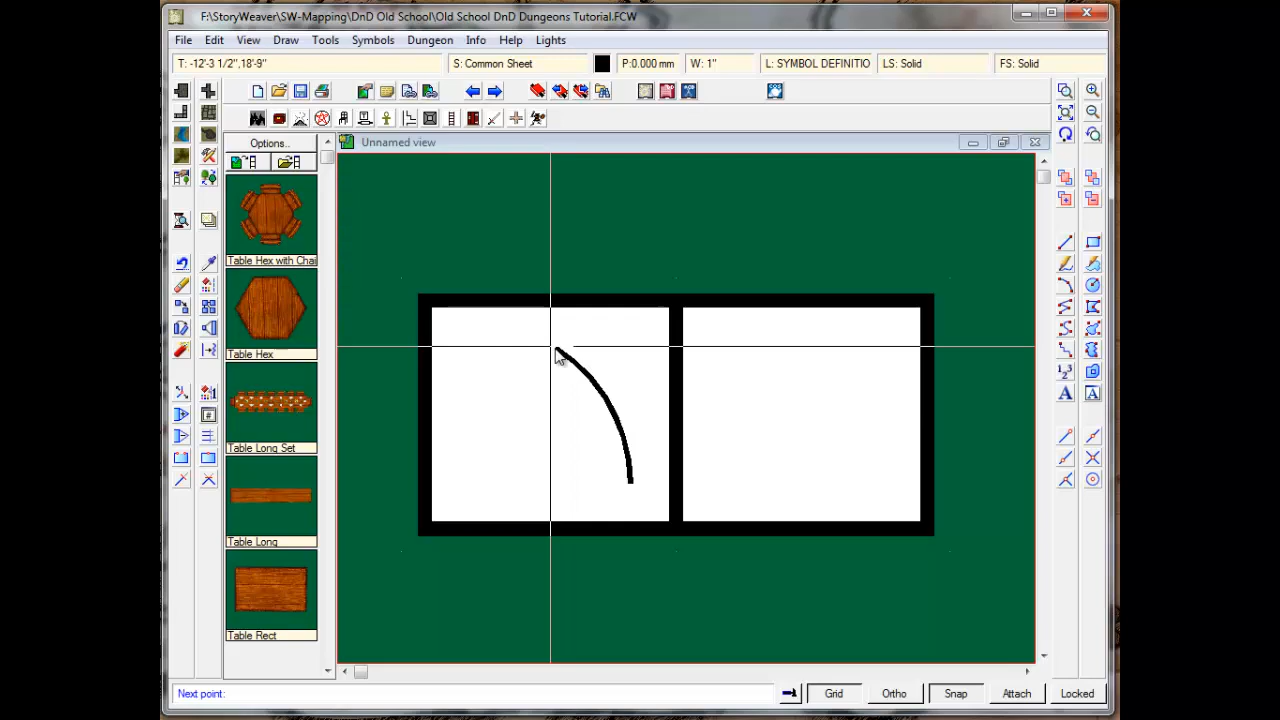 F:\StoryWeaver\SW-Mapping\DnD Old School\Old School DnD Dungeons Tutorial.FCW
File Edit View Draw Tools Symbols Dungeon Info Help Lights
T: -12'-3 1/2",18'-9" S: Common Sheet P:0.000 mm W: 1" L: SYMBOL DEFINITIO LS: Solid FS: Solid
Options..
Unnamed view
Table Hex with Chai
Table Hex
Table Long Set
Table Long
Table Rect
Next point: Grid Ortho Snap Attach Locked